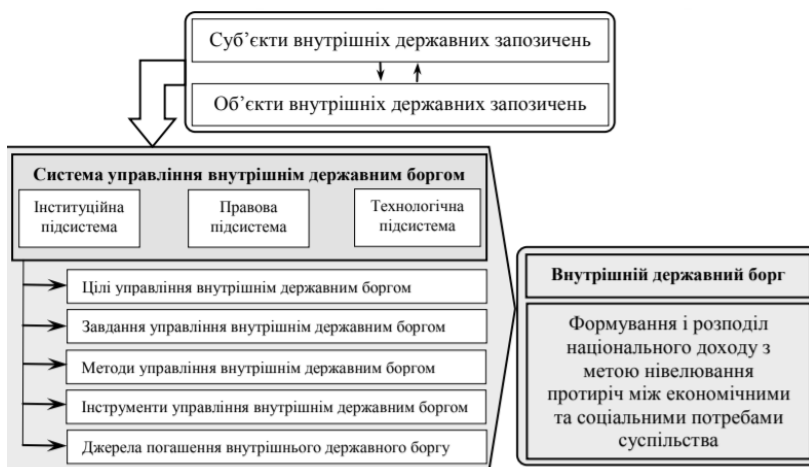 Суб’єкти внутрішніх державних запозичень
Об’єкти внутрішніх державних запозичень
Система управління внутрішнім державним боргом
Інституційна
підсистема
Правова
підсистема
Технологічна
підсистема
Цілі управління внутрішнім державним боргом
Завдання управління внутрішнім державним боргом
Методи управління внутрішнім державним боргом
Інструменти управління внутрішнім державним боргом
Джерела погашення внутрішнього державного боргу
Внутрішній державний борг
Формування і розподіл
національного доходу з
метою нівелювання
протиріч між економічними
та соціальними потребами
суспільства